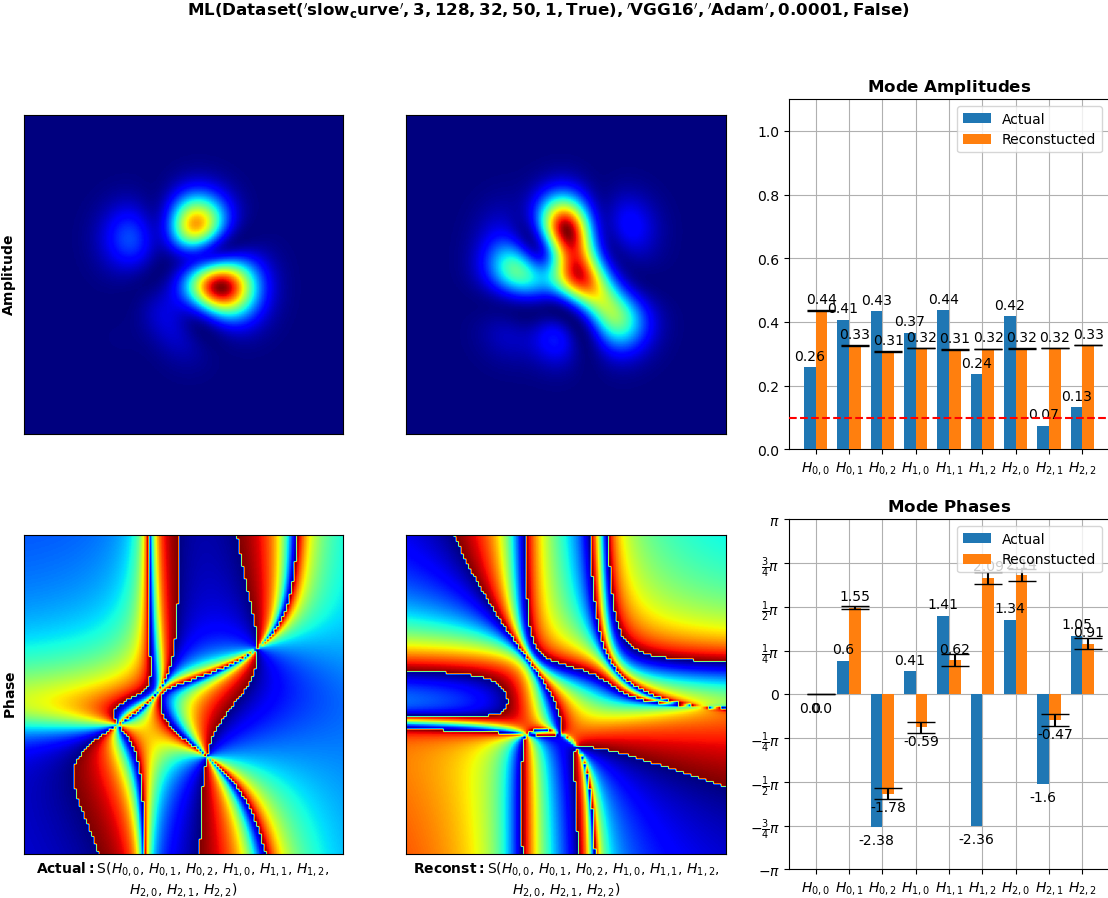 ML(Dataset('slow_curve', 3, 128, 32, 50, 1, True), 'VGG16', 'Adam', 0.0001, False)
Amplitude
Mode Amplitudes
Actual
Reconstucted
1.0
0.8
0.6
0.4
0.2
0.0
0.26
0.44
0.41
0.33
0.43
0.31
0.37
0.32
0.44
0.31
0.24
0.32
0.42
0.32
0.07
0.32
0.13
0.33
H0,0 H0,1 H0,2 H1,0 H1,1 H1,2 H2,0 H2,1 H2,2
Phase
Actual: S(H0,0, H0,1, H0,2, H1,0, H1,1, H1,2,
H2,0, H2,1, H2,2)
Reconst: S(H0,0, H0,1, H0,2, H1,0, H1,1, H1,2,
H2,0, H2,1, H2,2)
Mode Phases
Actual
Reconstucted
π
3/4π
1/2π
1/4π
0
−1/4π
−1/2π
−3/4π
−π
0.0
0.0
0.6
1.55
-2.38
-1.78
0.41
-0.59
1.41
0.62
-2.36
2.09
1.34
-1.6
-0.47
1.05
0.91
H0,0 H0,1 H0,2 H1,0 H1,1 H1,2 H2,0 H2,1 H2,2